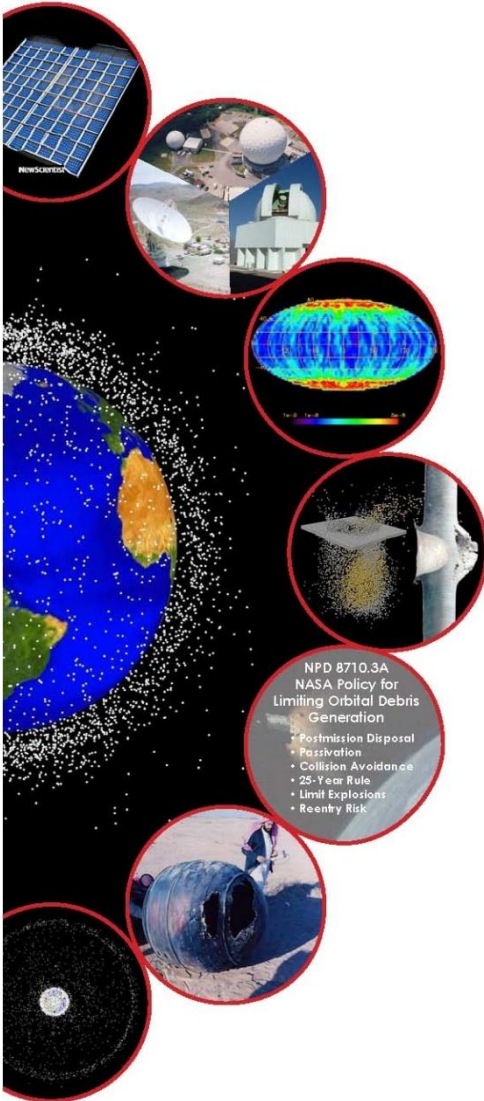 NewScientist
NPD 8710.3A
NASA Policy for
Limiting Orbital Debris
Generation
• Postmission Disposal
• Passivation
• Collision Avoidance
• 25-Year Rule
• Limit Explosions
• Reentry Risk